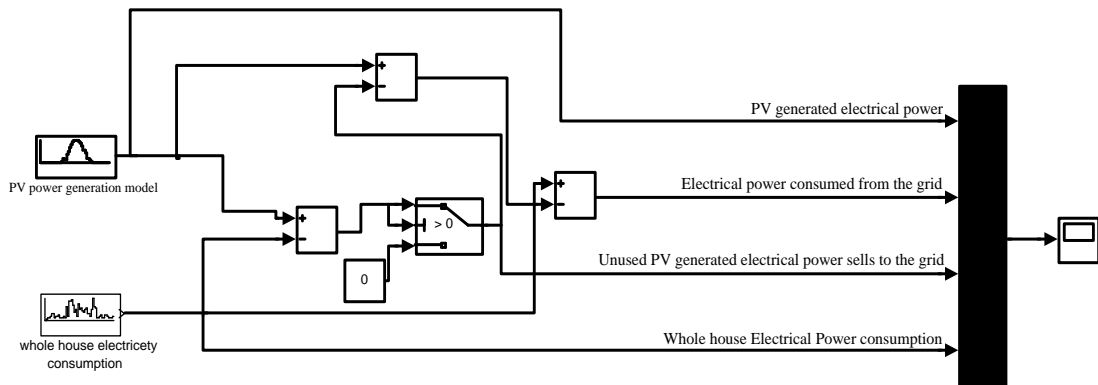 +
−
PV generated electrical power
PV power generation model
Electrical power consumed from the grid
+
−
+
−
> 0
Unused PV generated electrical power sells to the grid
0
whole house electricety
consumption
Whole house Electrical Power consumption